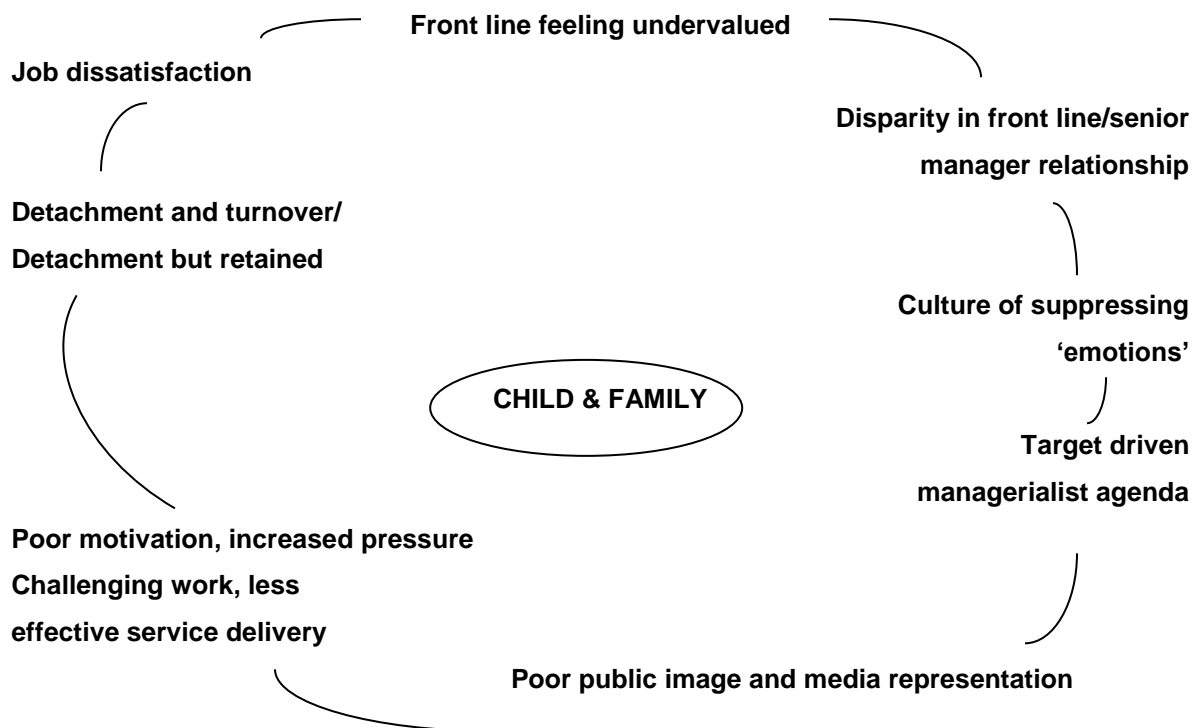 Front line feeling undervalued
Job dissatisfaction
Disparity in front line/senior
manager relationship
Detachment and turnover/
Detachment but retained
Culture of suppressing
‘emotions’
CHILD & FAMILY
Target driven
managerialist agenda
Poor motivation, increased pressure
Challenging work, less
effective service delivery
Poor public image and media representation